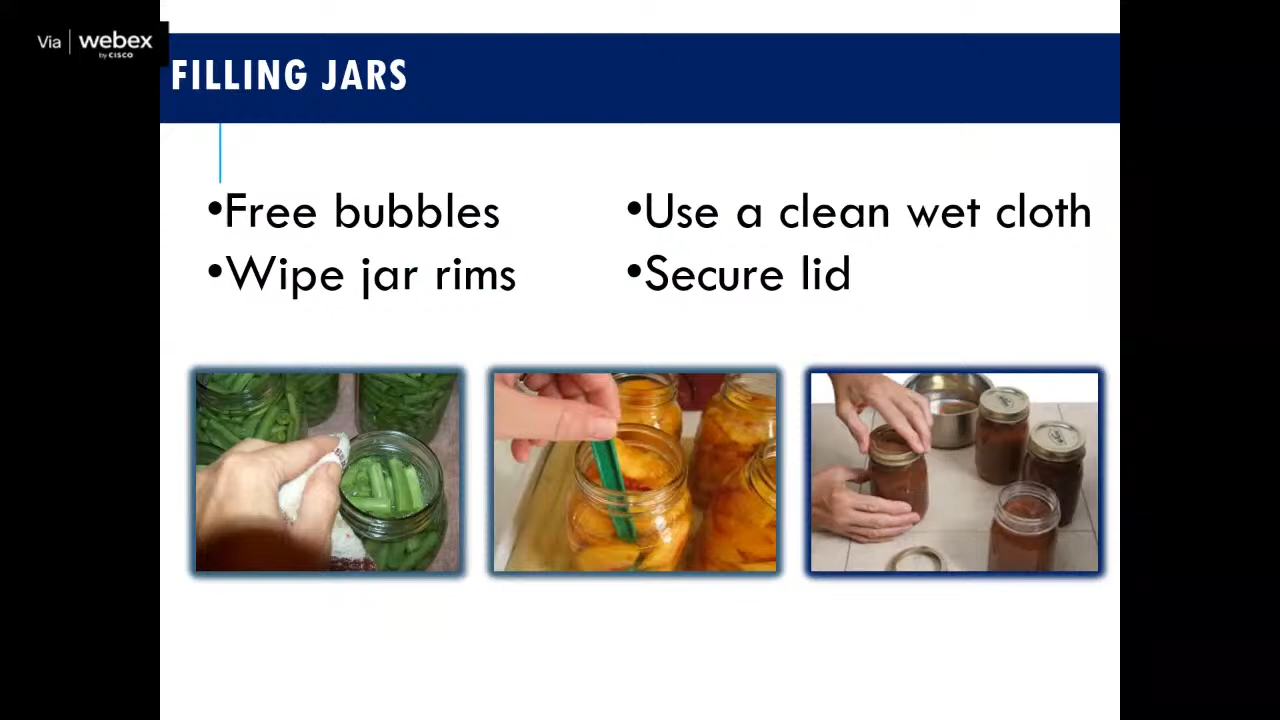 Via webex
by CISCO
FILLING JARS
•Free bubbles
•Wipe jar rims
•Use a clean wet cloth
•Secure lid